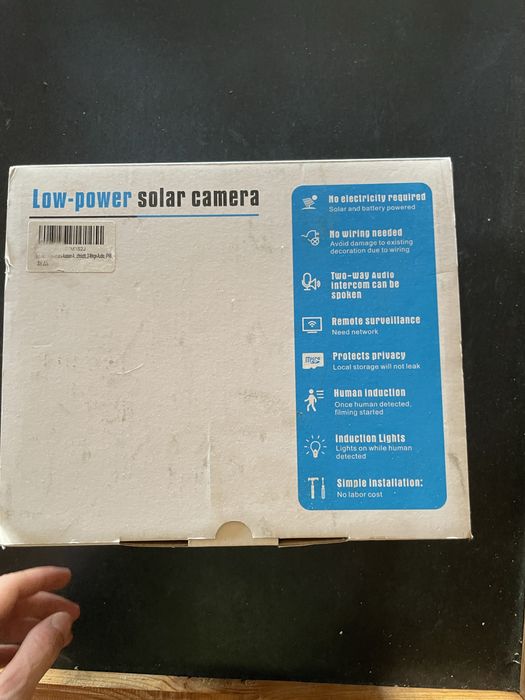 Low-power solar camera
No electricity required
Solar and battery powered
No wiring needed
Avoid damage to existing
decoration due to wiring
Two-way Audio
intercom can be
spoken
Remote surveillance
Need network
Micro
Protects privacy
Local storage will not leak
Human induction
Once human detected,
filming started
Induction Lights
Lights on while human
detected
Simple installation:
No labor cost